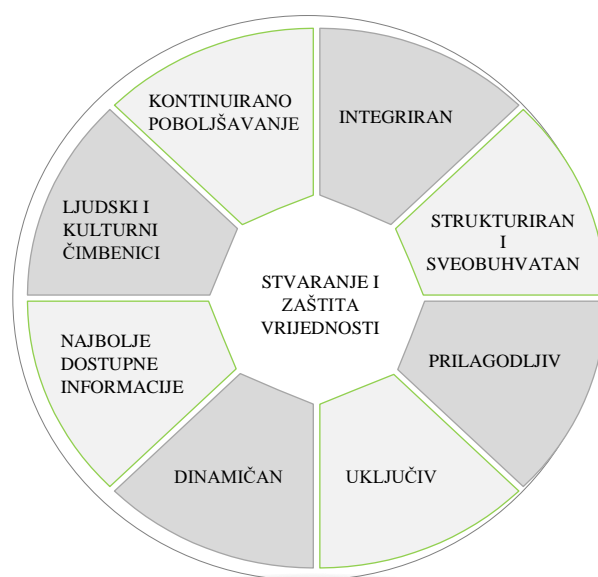 KONTINUIRANO
POBOLJŠAVANJE
INTEGRIRAN
STRUKTURIRAN
I
SVEOBUHVATAN
PRILAGODLJIV
UKLJUČIV
DINAMIČAN
NAJBOLJE
DOSTUPNE
INFORMACIJE
LJUDSKI I
KULTURNI
ČIMBENICI
STVARANJE I
ZAŠTITA
VRIJEDNOSTI